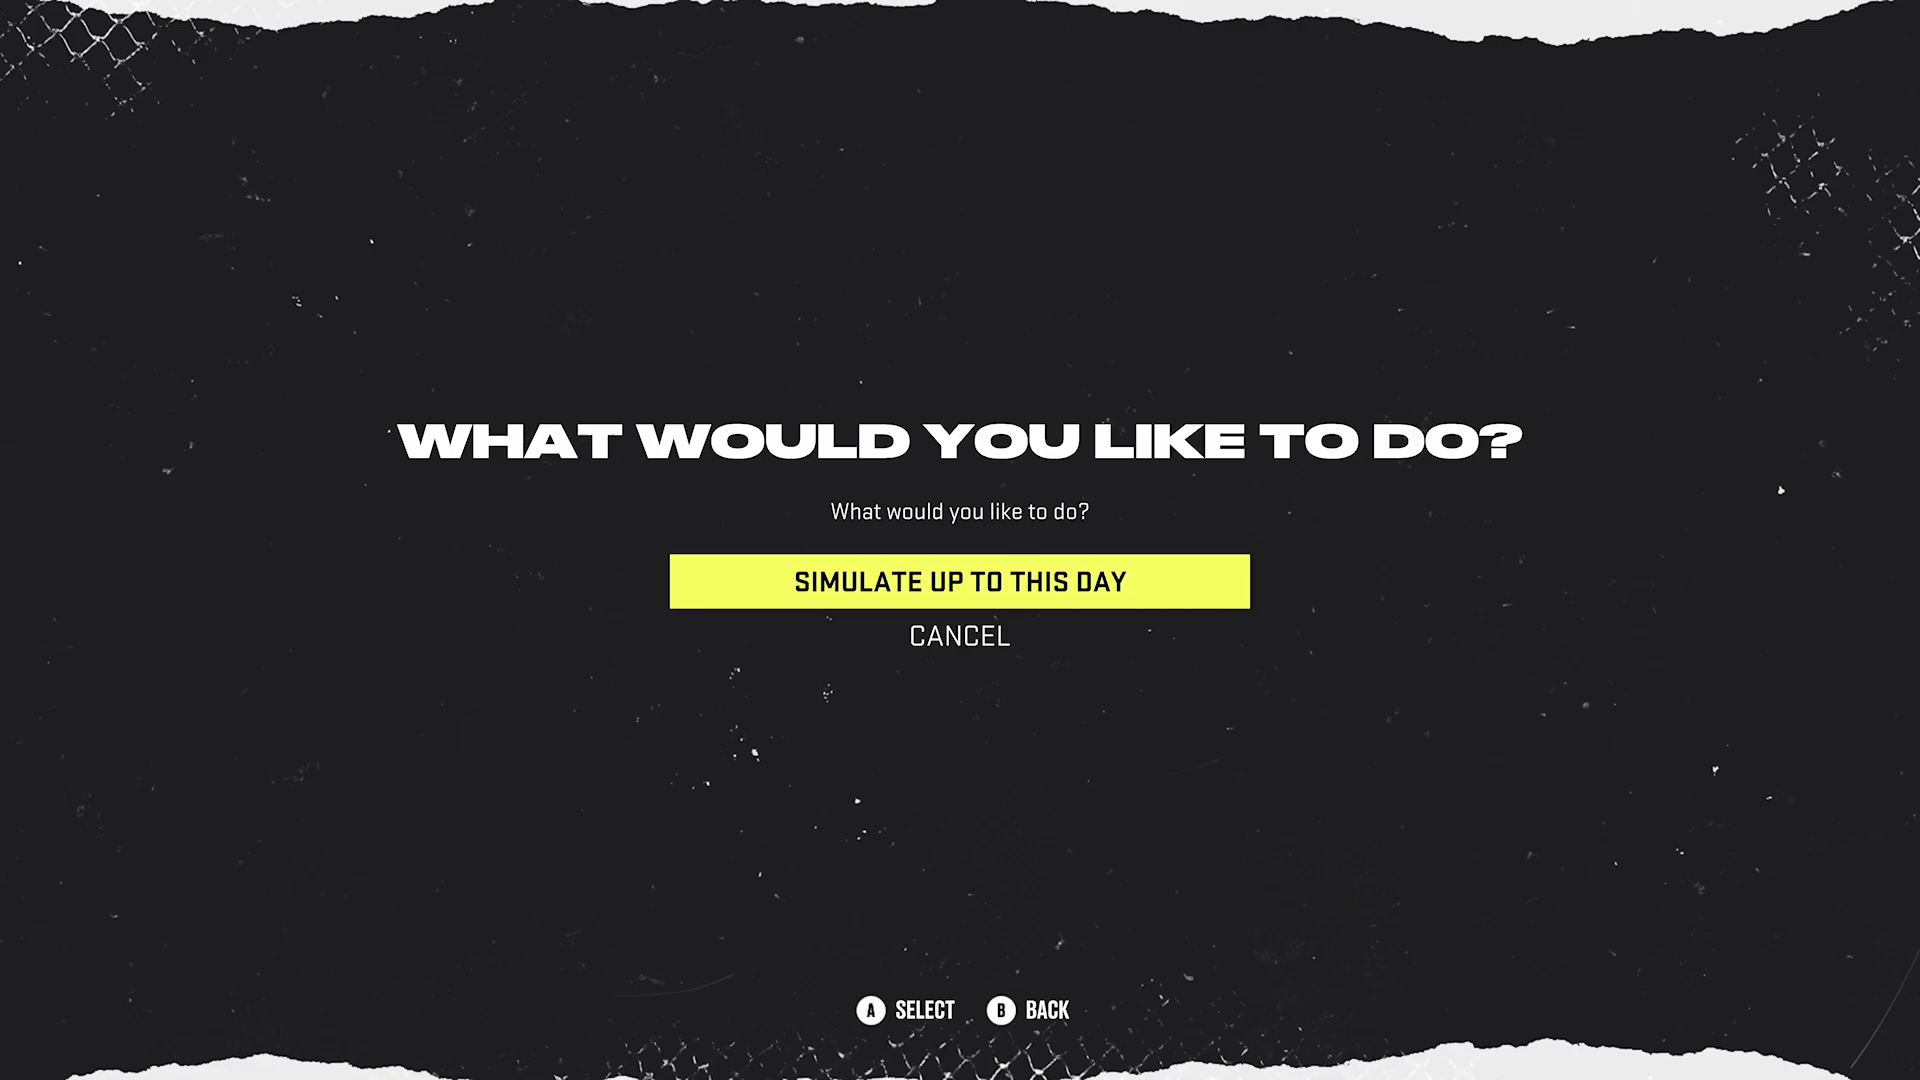 WHAT WOULD YOU LIKE TO DO?
What would you like to do?
SIMULATE UP TO THIS DAY
CANCEL
A SELECT B BACK